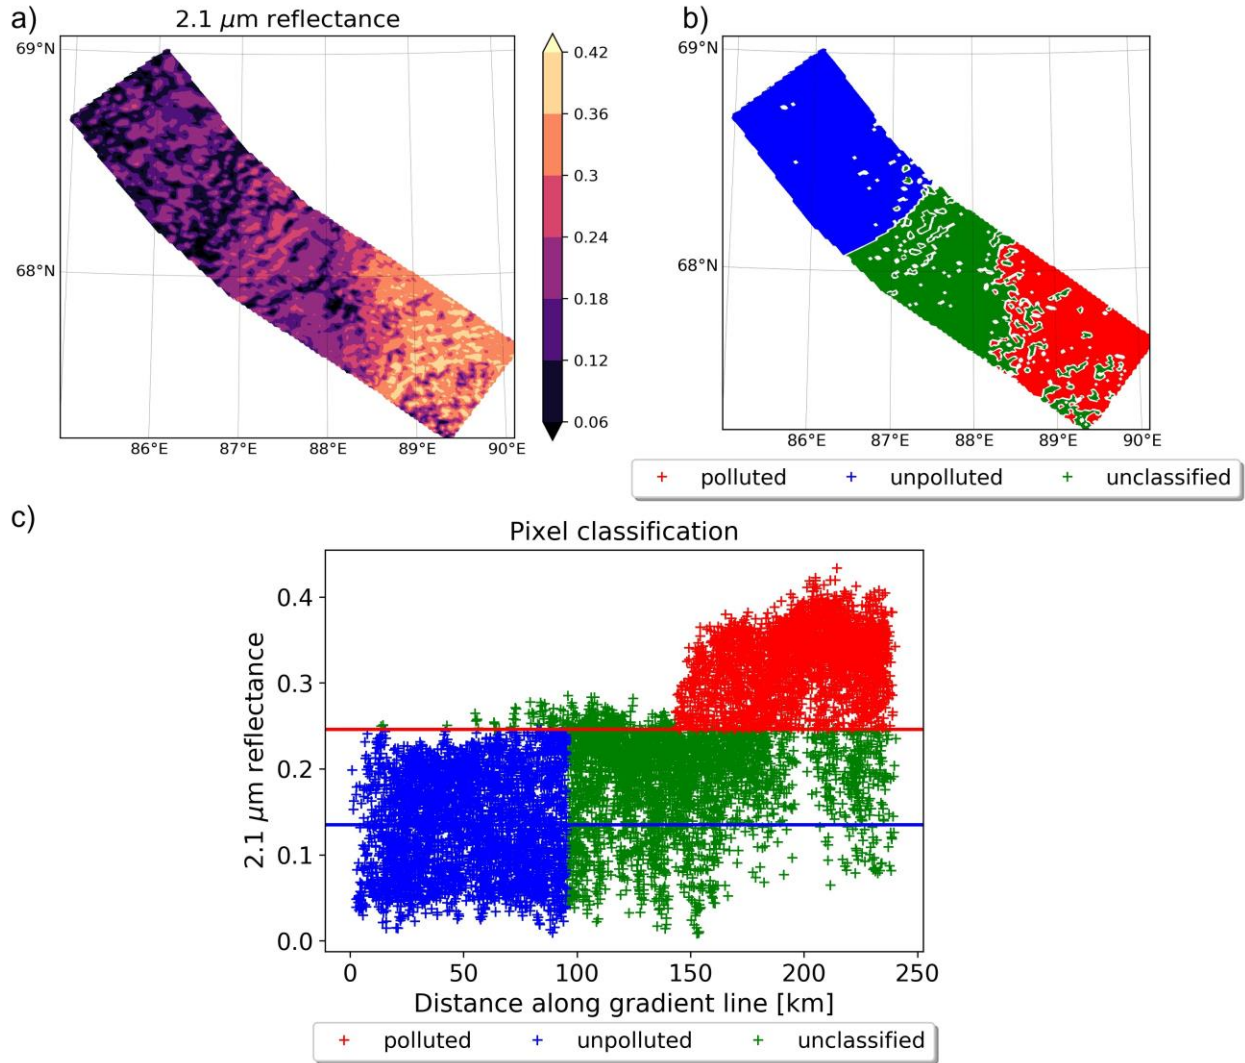 a)
2.1 μm reflectance
69°N
68°N
86°E 87°E 88°E 89°E 90°E
0.42
0.36
0.3
0.24
0.18
0.12
0.06
b)
69°N
68°N
86°E 87°E 88°E 89°E 90°E
+ polluted + unpolluted + unclassified
c)
Pixel classification
2.1 μm reflectance
0.4
0.3
0.2
0.1
0.0
0 50 100 150 200 250
Distance along gradient line [km]
+ polluted + unpolluted + unclassified